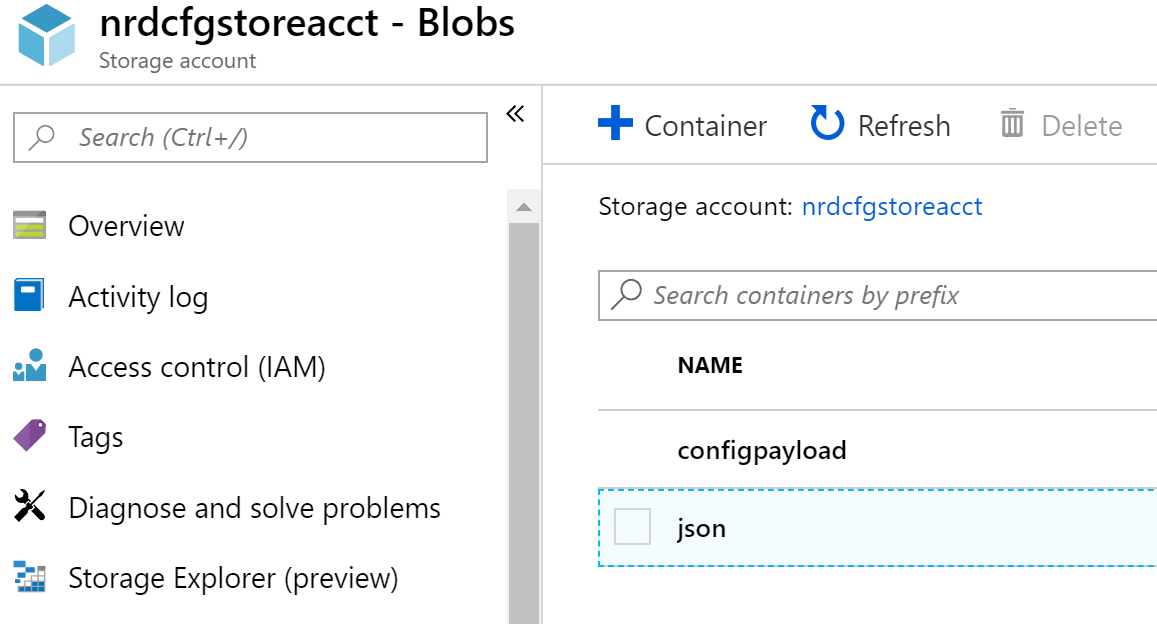 nrdcfgstoreacct - Blobs
Storage account
Search (Ctrl+/)
Overview
Activity log
Access control (IAM)
Tags
Diagnose and solve problems
Storage Explorer (preview)
Container
Refresh
Delete
Storage account: nrdcfgstoreacct
Search containers by prefix
NAME
configpayload
json